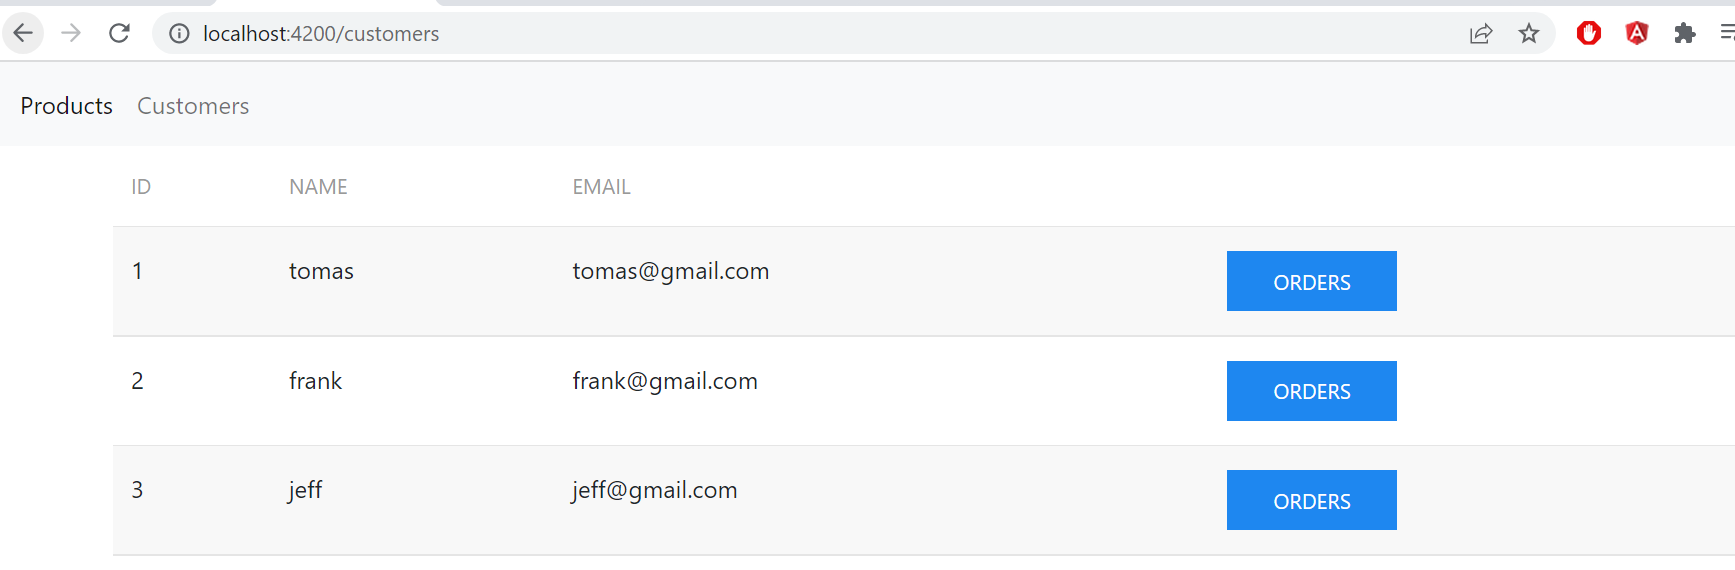 localhost:4200/customers
Products Customers
ID NAME EMAIL
1 tomas tomas@gmail.com ORDERS
2 frank frank@gmail.com ORDERS
3 jeff jeff@gmail.com ORDERS